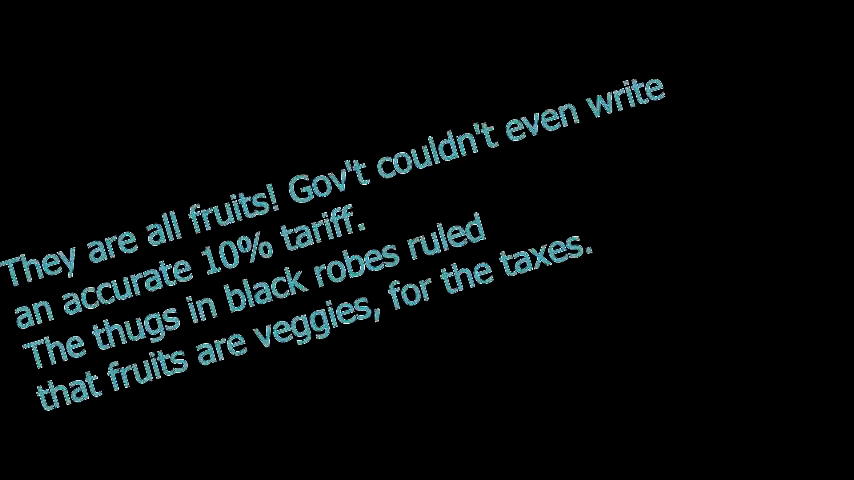 They are all fruits! Gov't couldn't even write
an accurate 10% tariff.
The thugs in black robes ruled
that fruits are veggies, for the taxes.